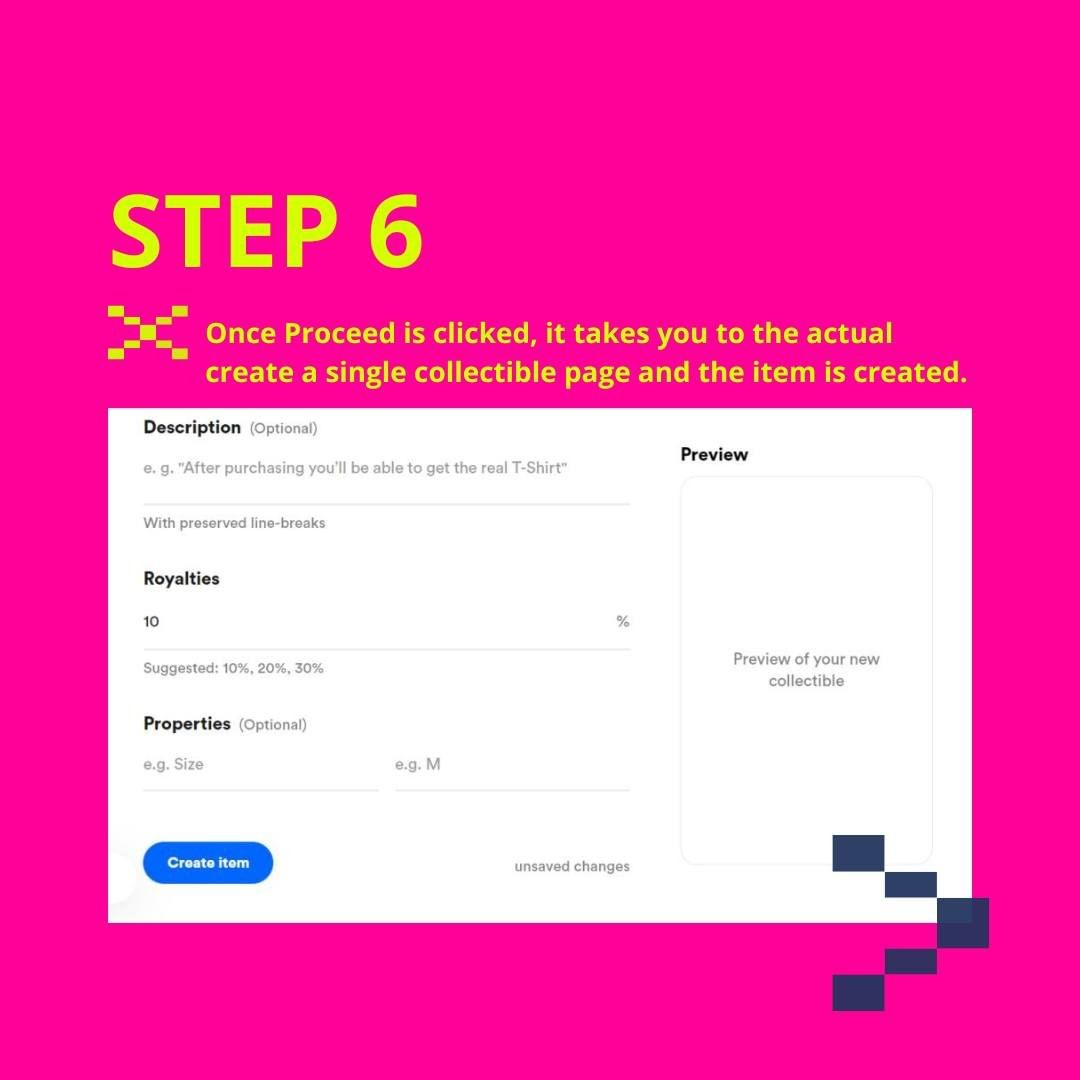 STEP 6
Once Proceed is clicked, it takes you to the actual
create a single collectible page and the item is created.
Description (Optional)
e. g. "After purchasing you'll be able to get the real T-Shirt"
With preserved line-breaks
Royalties
10 %
Suggested: 10%, 20%, 30%
Properties (Optional)
e.g. Size e.g. M
Create item unsaved changes
Preview
Preview of your new
collectible